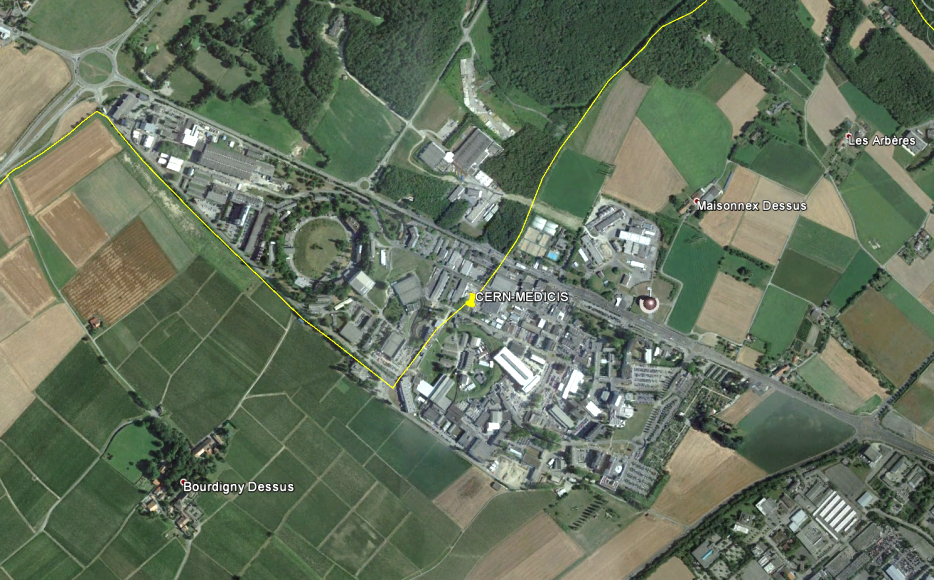 Les Arbères
Maisonnex Dessus
CERN-MEDICIS
Bourdigny Dessus